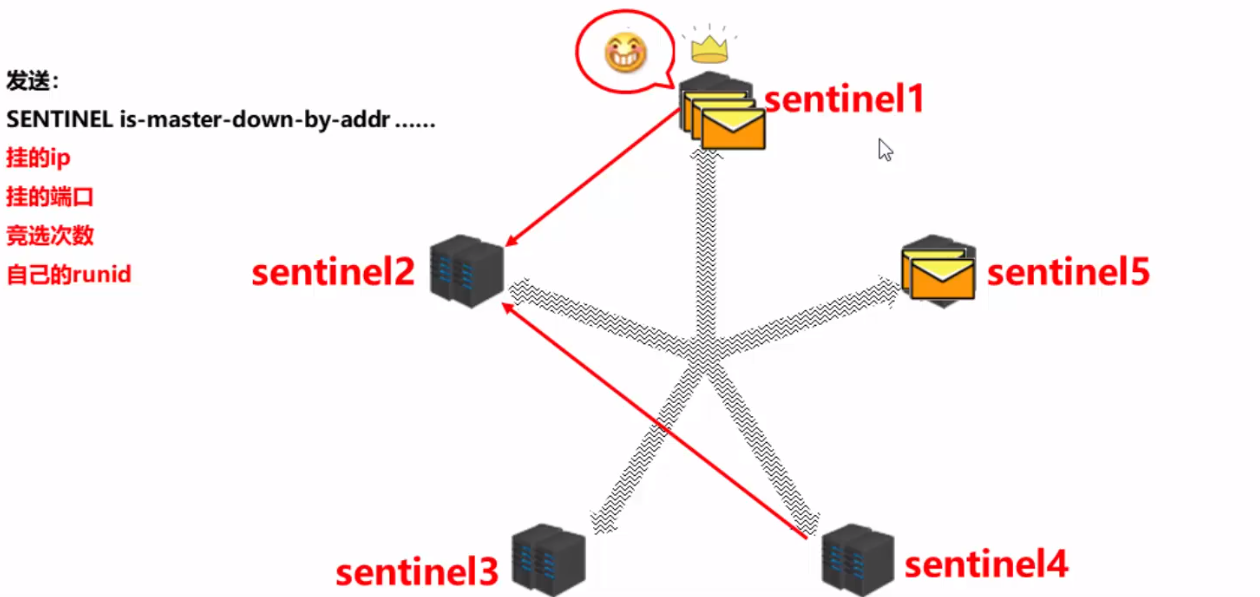 发送：
SENTINEL is-master-down-by-addr ......
挂的ip
挂的端口
竞选次数
自己的runid
sentinel1
sentinel2
sentinel5
sentinel3
sentinel4